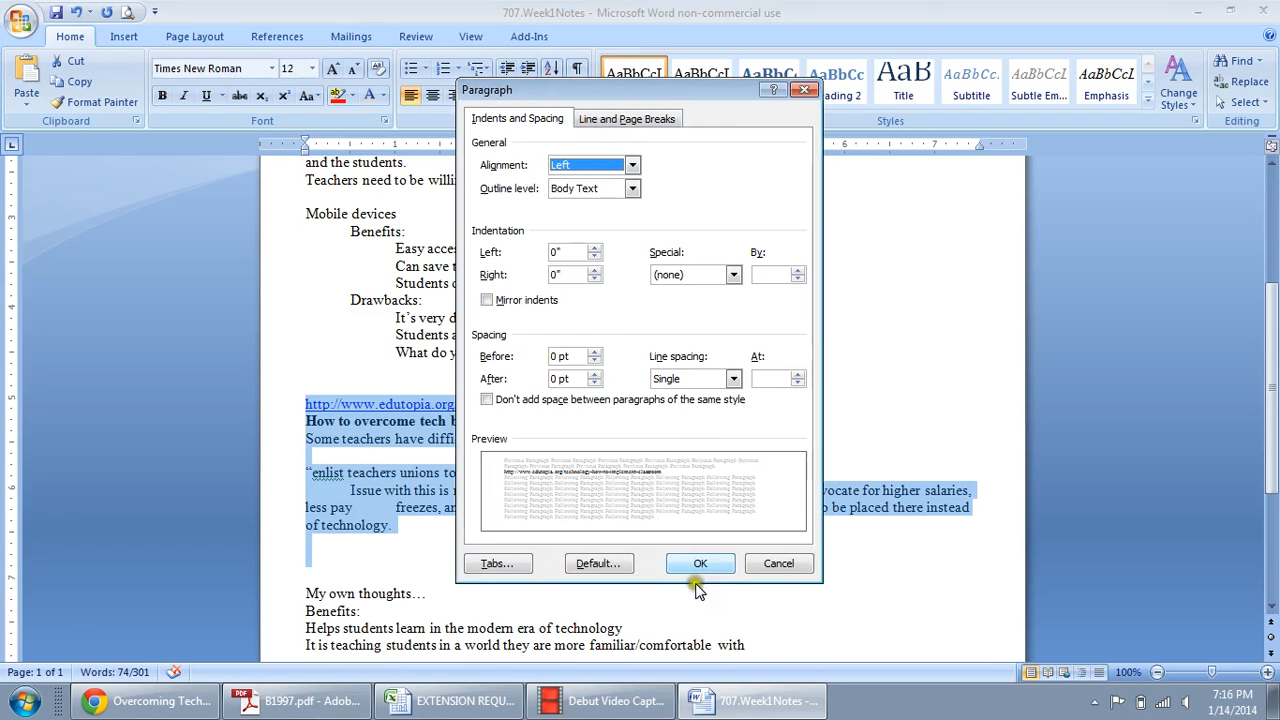 707.Week1Notes - Microsoft Word non-commercial use
Home Insert Page Layout References Mailings Review View Add-Ins
Paste
Cut
Copy
Format Painter
Clipboard
Times New Roman 12
Font
AaBbCcI AaBbCcI AaBbC AaBbCc AaB AaBbCcL AaBbCcL AaBbCcI
ading 2 Title Subtitle Subtle Em... Emphasis
Change Styles
Styles
Find
Replace
Select
Editing
Paragraph
Indents and Spacing Line and Page Breaks
General
Alignment: Left
Outline level: Body Text
Indentation
Left: 0" Special: By:
Right: 0" (none)
Mirror indents
Spacing
Before: 0 pt Line spacing: At:
After: 0 pt Single
Don't add space between paragraphs of the same style
Preview
Tabs... Default... OK Cancel
and the students.
Teachers need to be willi
Mobile devices
Benefits:
Easy acce
Can save t
Students
Drawbacks:
It's very d
Students a
What do y
http://www.edutopia.org
How to overcome tech b
Some teachers have diffi
"enlist teachers unions to
Issue with this is vocate for higher salaries,
less pay freezes, an o be placed there instead
of technology.
My own thoughts…
Benefits:
Helps students learn in the modern era of technology
It is teaching students in a world they are more familiar/comfortable with
Page: 1 of 1 Words: 74/301 100%
Overcoming Tech... B1997.pdf - Adob... EXTENSION REQU... Debut Video Capt... 707.Week1Notes -...
7:16 PM
1/14/2014